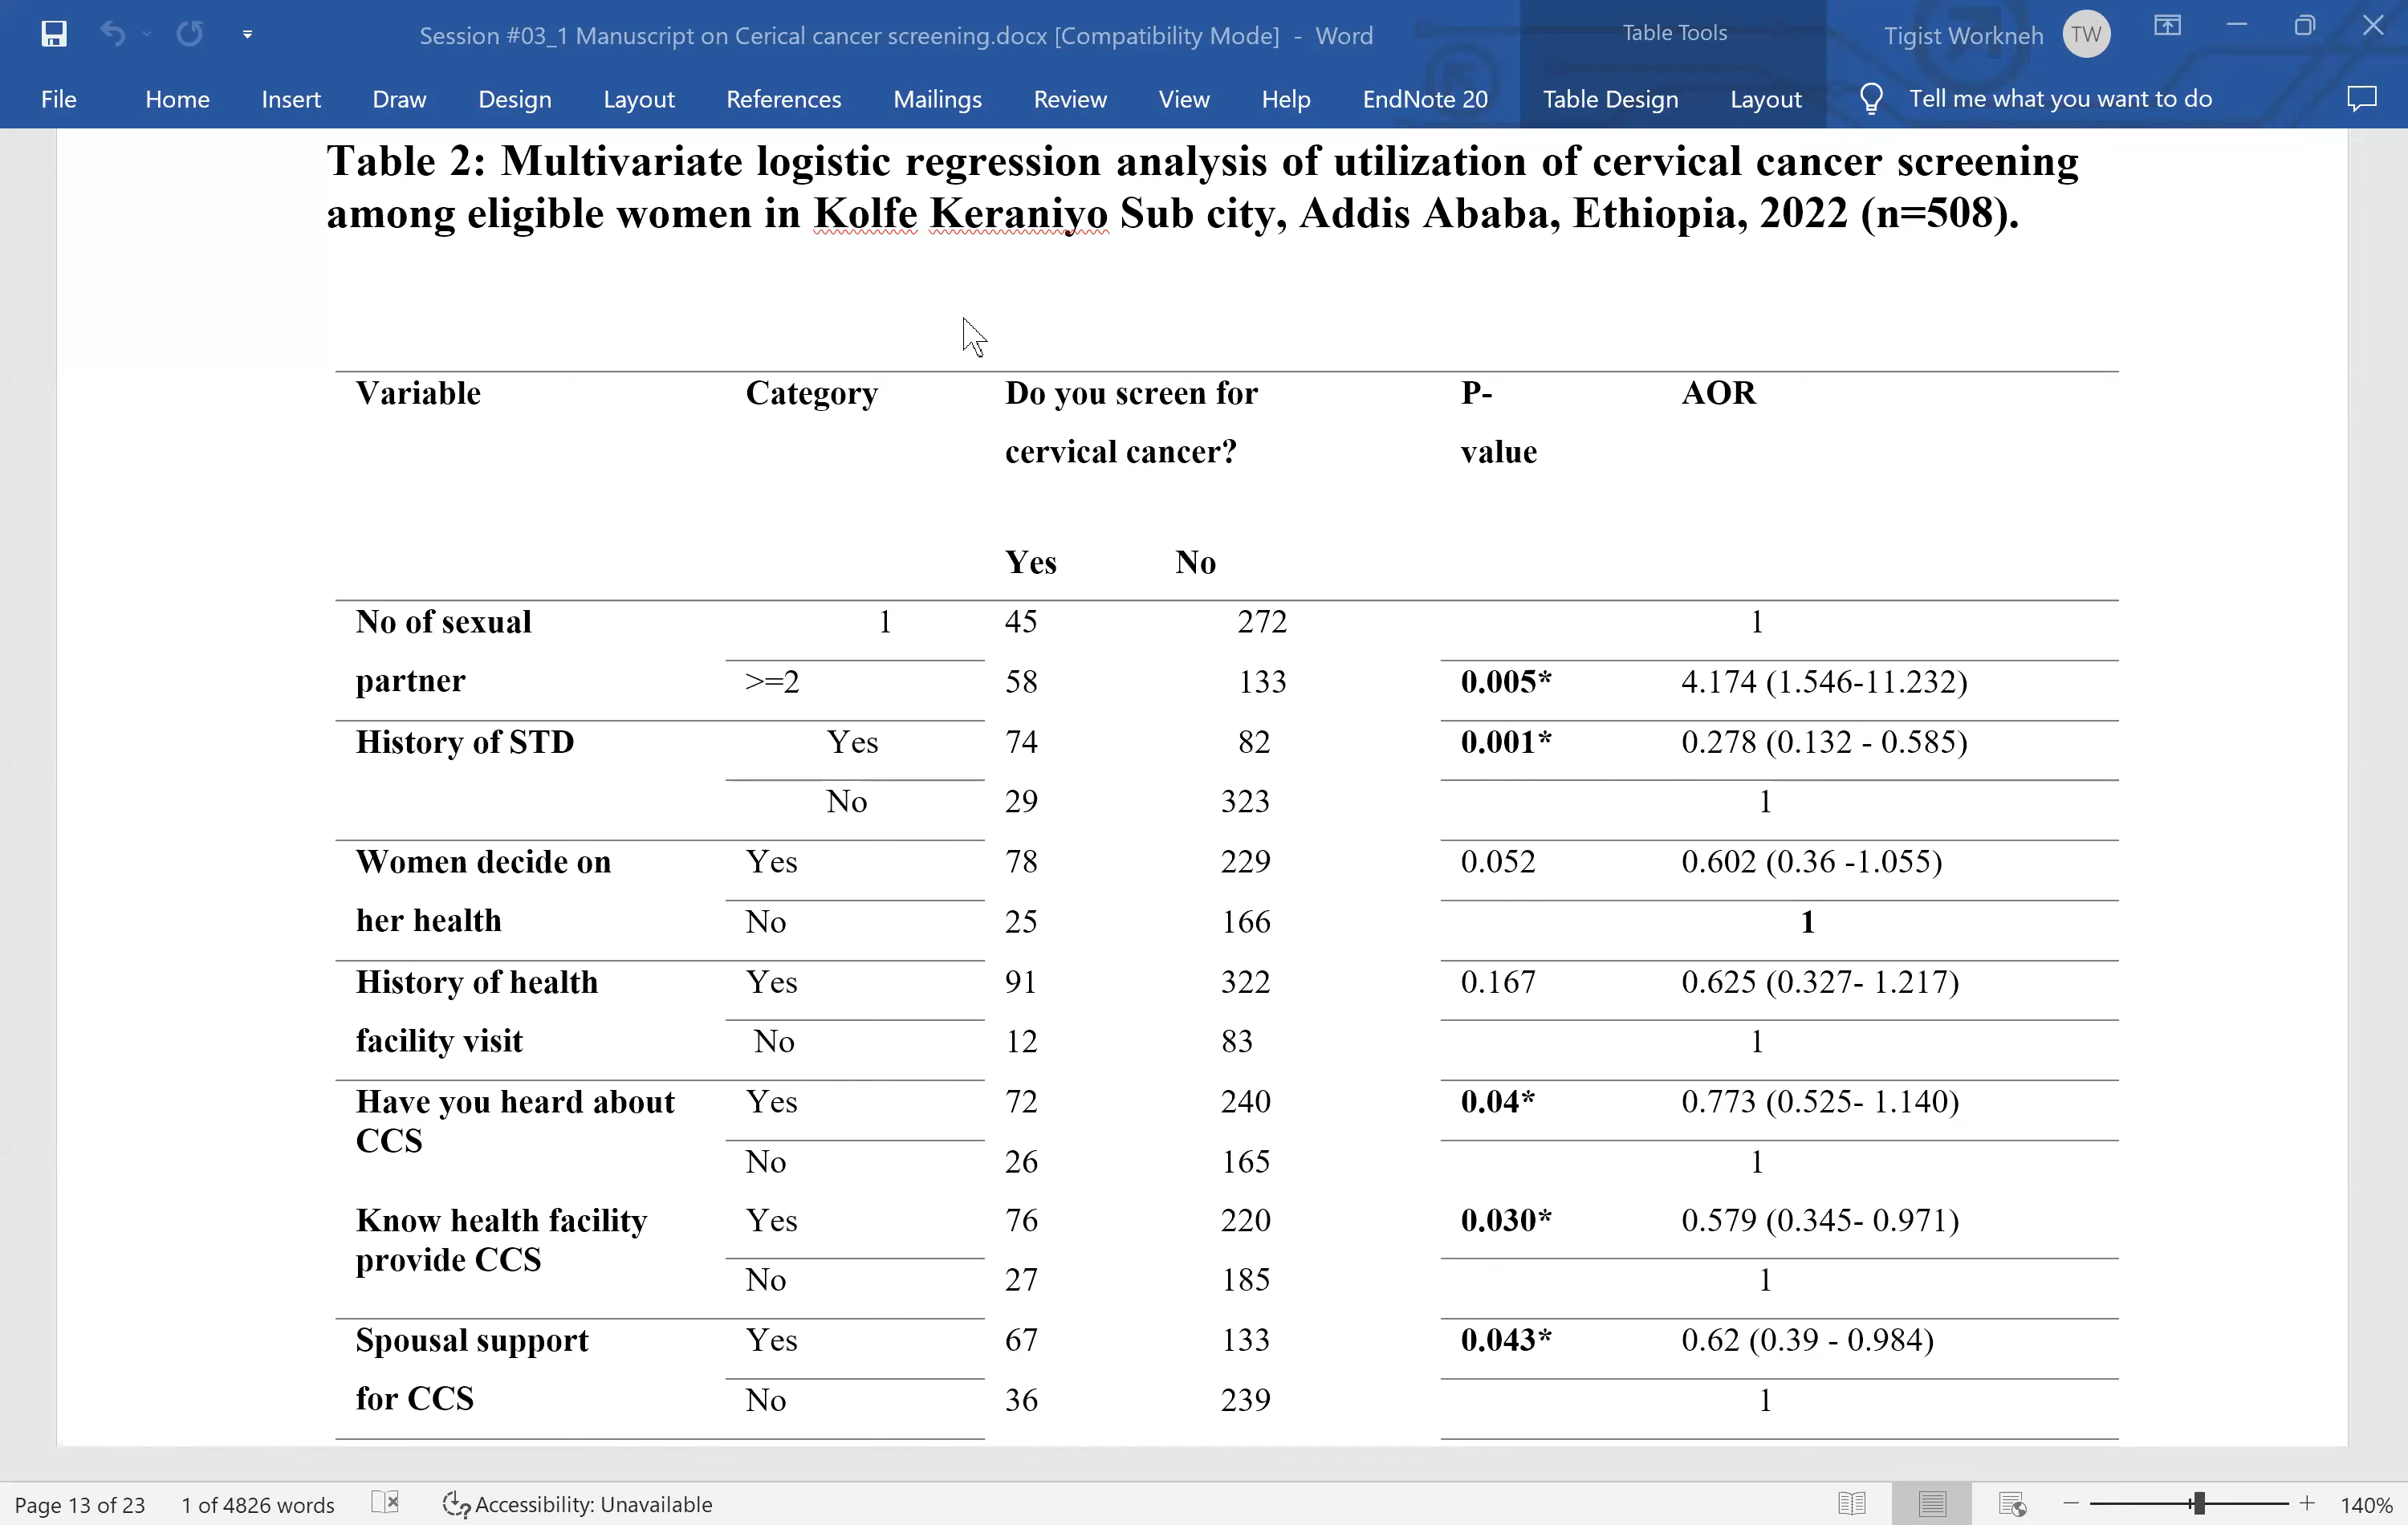 Session #03_1 Manuscript on Cerical cancer screening.docx [Compatibility Mode] - Word
Table Tools
Tigist Workneh TW
File Home Insert Draw Design Layout References Mailings Review View Help EndNote 20 Table Design Layout Tell me what you want to do
Table 2: Multivariate logistic regression analysis of utilization of cervical cancer screening
among eligible women in Kolfe Keraniyo Sub city, Addis Ababa, Ethiopia, 2022 (n=508).
Variable Category Do you screen for P- AOR
cervical cancer? value
Yes No
No of sexual 1 45 272 1
partner >=2 58 133 0.005* 4.174 (1.546-11.232)
History of STD Yes 74 82 0.001* 0.278 (0.132 - 0.585)
No 29 323 1
Women decide on Yes 78 229 0.052 0.602 (0.36 -1.055)
her health No 25 166 1
History of health Yes 91 322 0.167 0.625 (0.327- 1.217)
facility visit No 12 83 1
Have you heard about Yes 72 240 0.04* 0.773 (0.525- 1.140)
CCS
No 26 165 1
Know health facility Yes 76 220 0.030* 0.579 (0.345- 0.971)
provide CCS
No 27 185 1
Spousal support Yes 67 133 0.043* 0.62 (0.39 - 0.984)
for CCS No 36 239 1
Page 13 of 23 1 of 4826 words Accessibility: Unavailable 140%